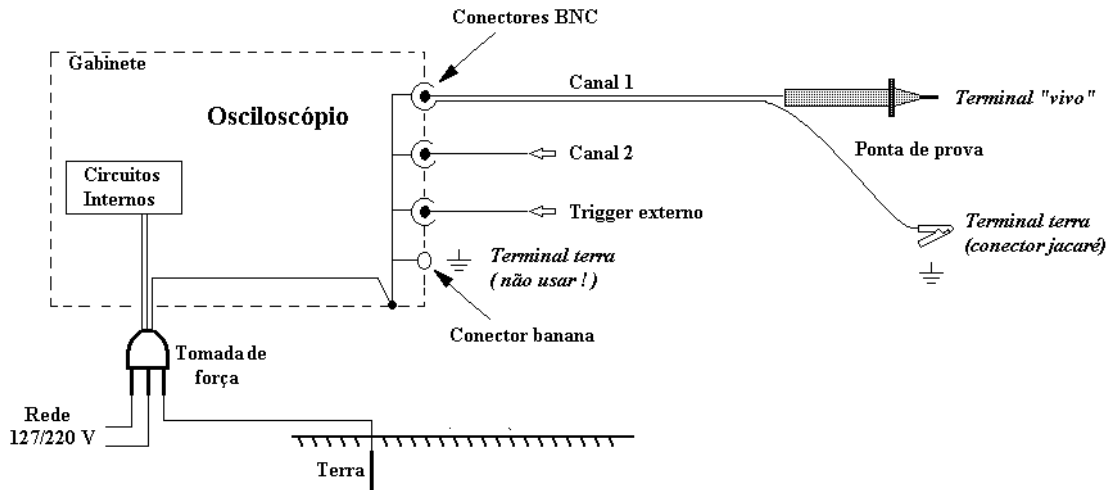 Conectores BNC
Gabinete
Canal 1
Osciloscópio
Terminal "vivo"
Ponta de prova
Canal 2
Circuitos
Internos
Trigger externo
Terminal terra
(conector jacaré)
Terminal terra
( não usar ! )
Conector banana
Tomada de
força
Rede
127/220 V
Terra